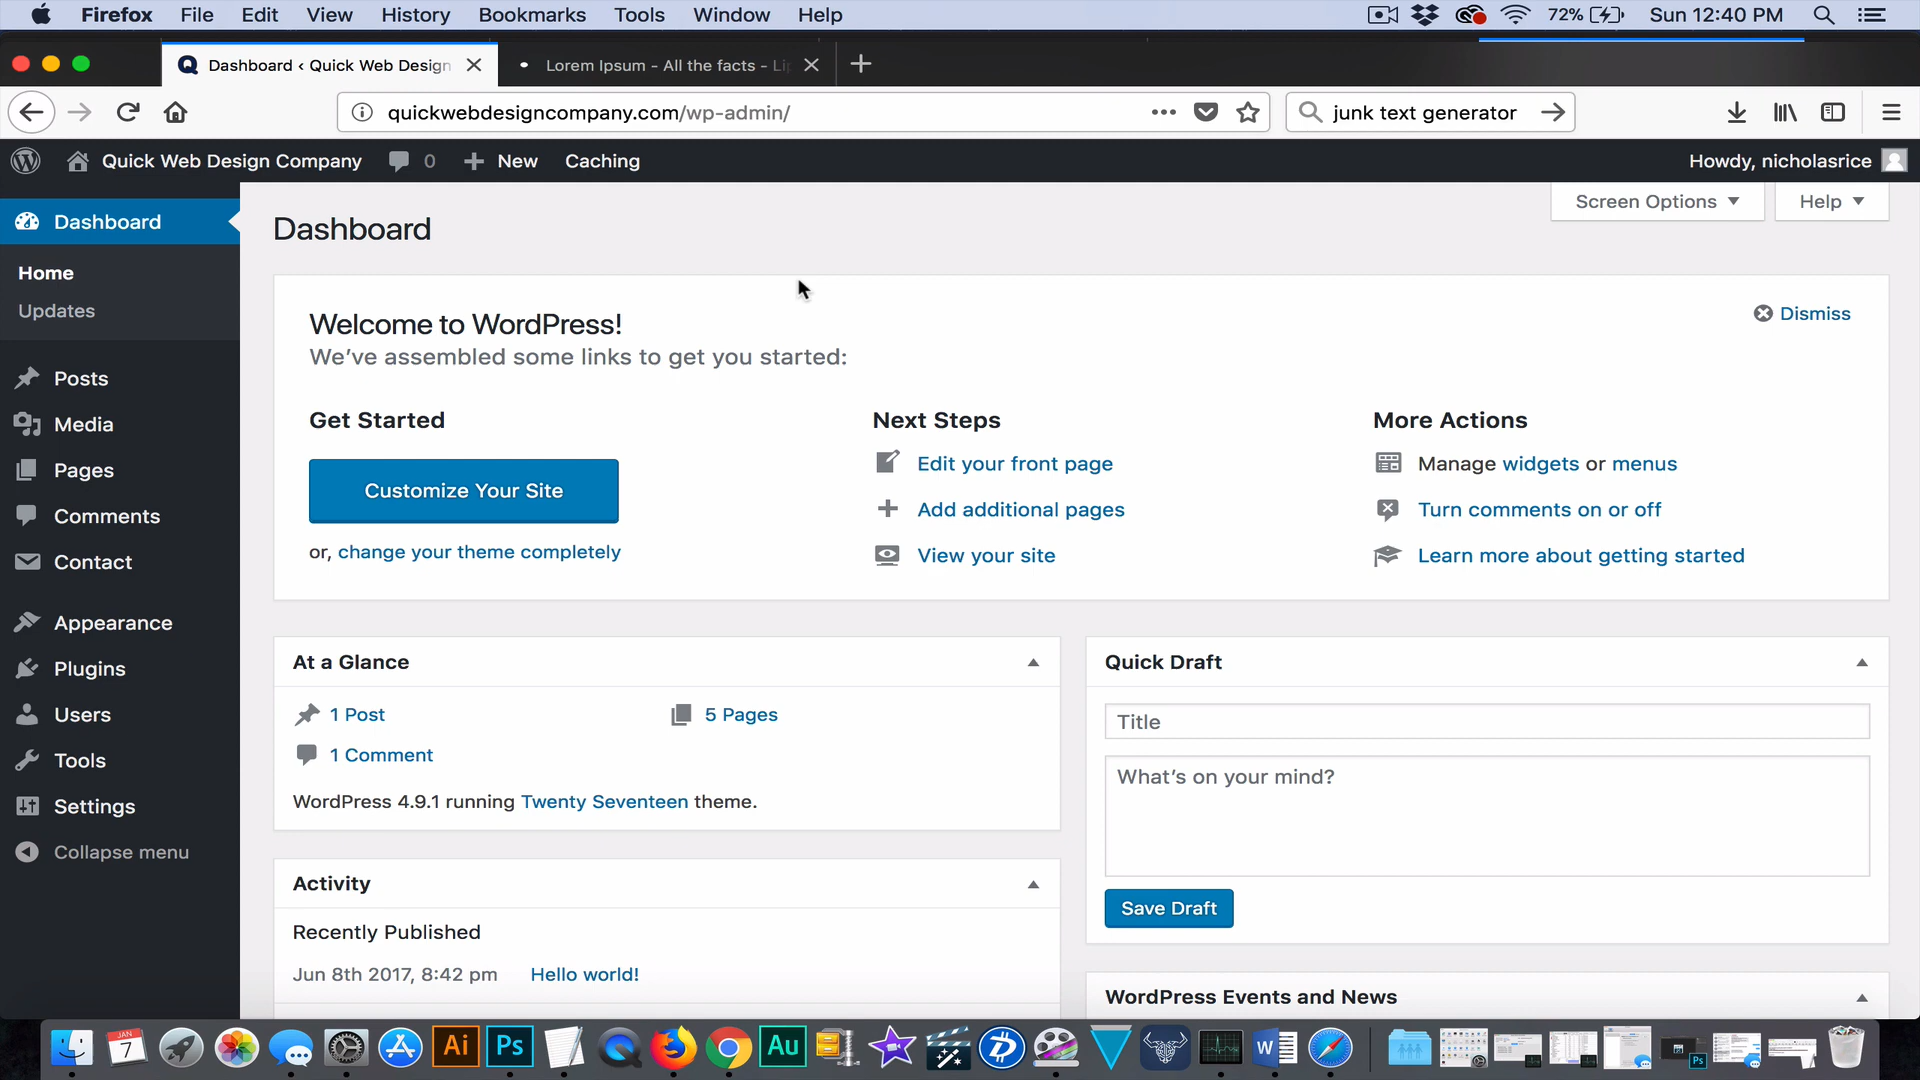 Firefox File Edit View History Bookmarks Tools Window Help 72% Sun 12:40 PM
Dashboard ‹ Quick Web Design Lorem Ipsum - All the facts - Li
quickwebdesigncompany.com/wp-admin/ junk text generator
Quick Web Design Company 0 New Caching Howdy, nicholasrice
Dashboard
Home
Updates
Posts
Media
Pages
Comments
Contact
Appearance
Plugins
Users
Tools
Settings
Collapse menu
Screen Options Help
Dashboard
Welcome to WordPress!
We've assembled some links to get you started:
Dismiss
Get Started
Customize Your Site
or, change your theme completely
Next Steps
Edit your front page
Add additional pages
View your site
More Actions
Manage widgets or menus
Turn comments on or off
Learn more about getting started
At a Glance
1 Post 5 Pages
1 Comment
WordPress 4.9.1 running Twenty Seventeen theme.
Activity
Recently Published
Jun 8th 2017, 8:42 pm Hello world!
Quick Draft
Title
What's on your mind?
Save Draft
WordPress Events and News
JAN
7
Ai Ps Au W
Ps